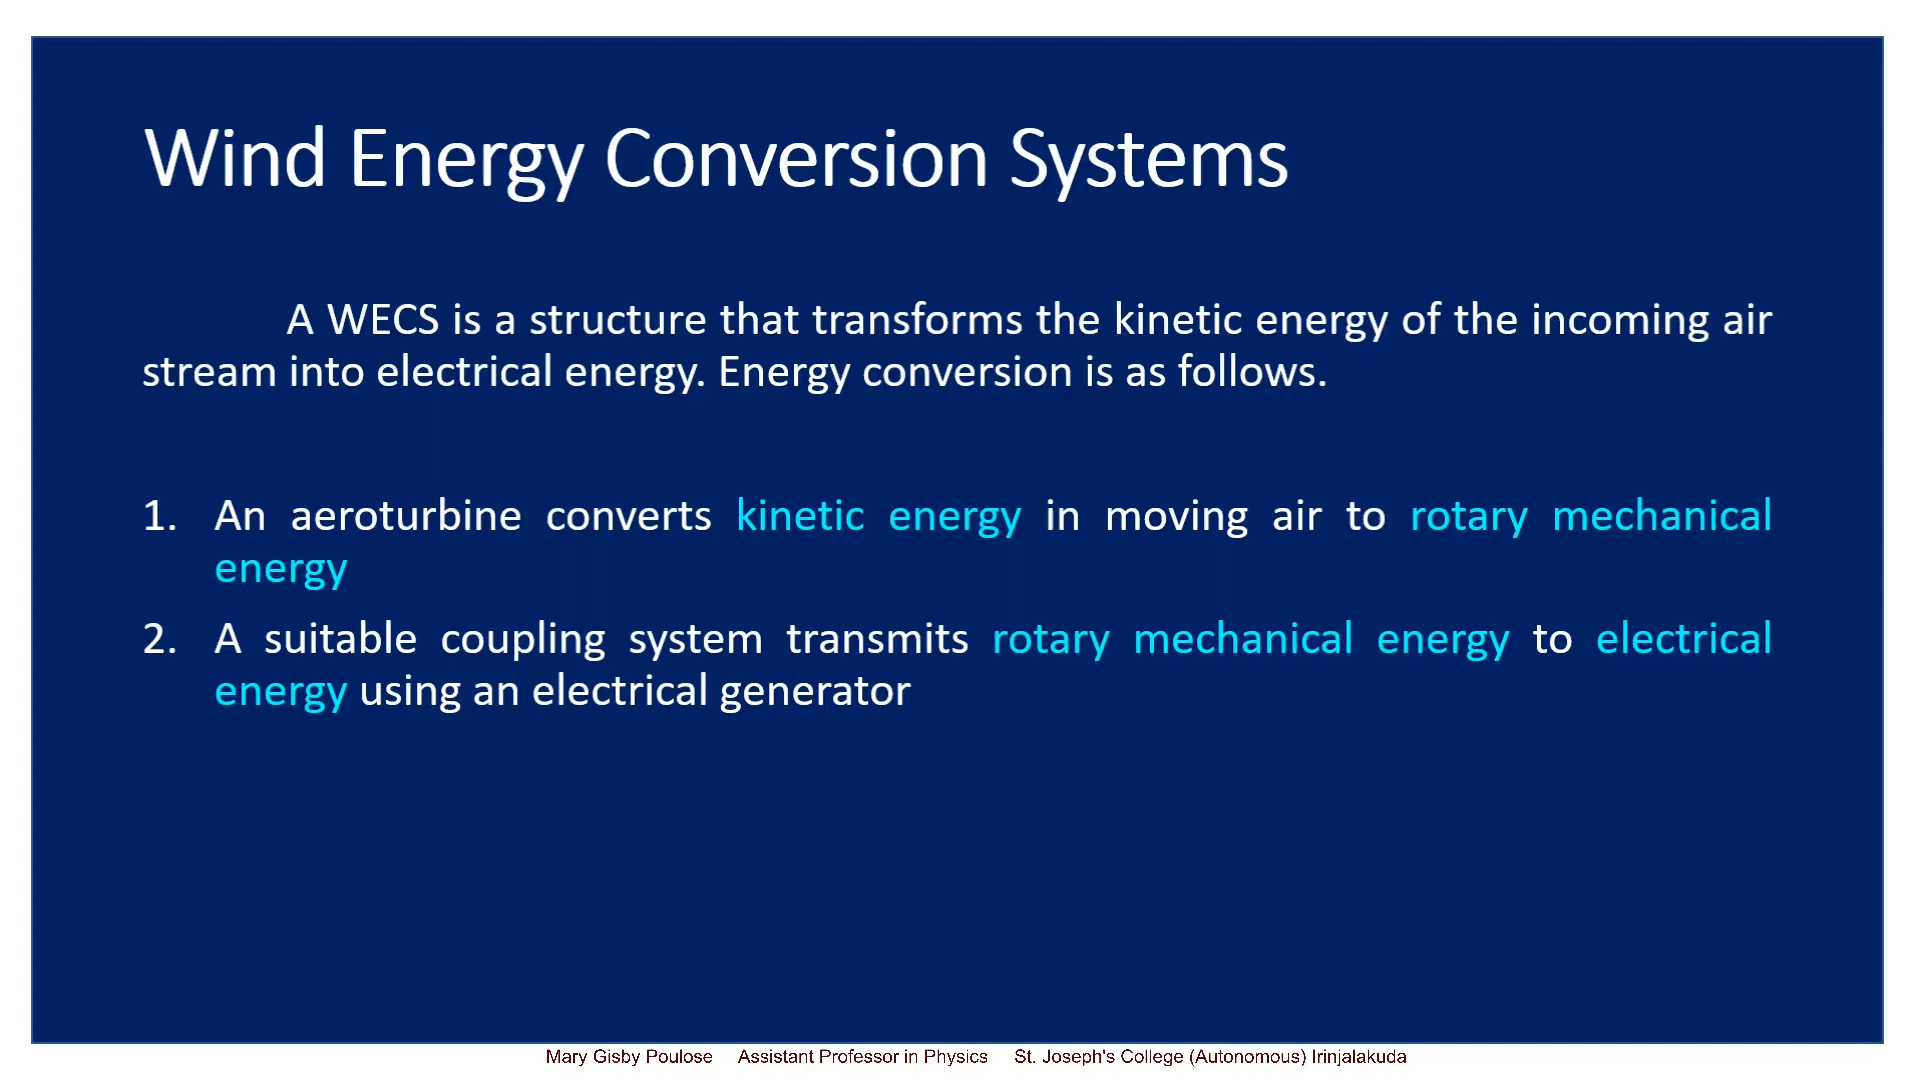 Wind Energy Conversion Systems
A WECS is a structure that transforms the kinetic energy of the incoming air
stream into electrical energy. Energy conversion is as follows.
1. An aeroturbine converts kinetic energy in moving air to rotary mechanical
energy
2. A suitable coupling system transmits rotary mechanical energy to electrical
energy using an electrical generator
Mary Gisby Poulose Assistant Professor in Physics St. Joseph's College (Autonomous) Irinjalakuda